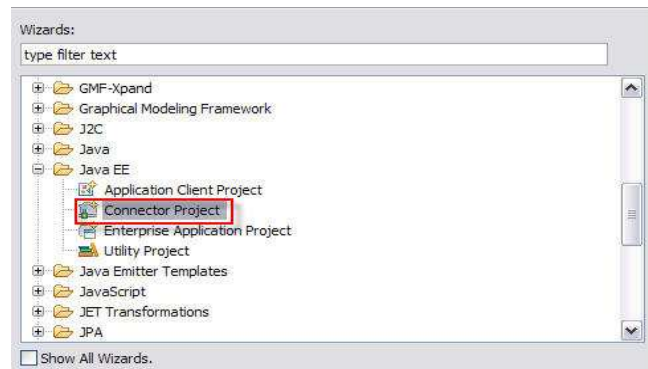 Wizards:
type filter text
GMF-Xpand
Graphical Modeling Framework
J2C
Java
Java EE
Application Client Project
Connector Project
Enterprise Application Project
Utility Project
Java Emitter Templates
JavaScript
JET Transformations
JPA
Show All Wizards.